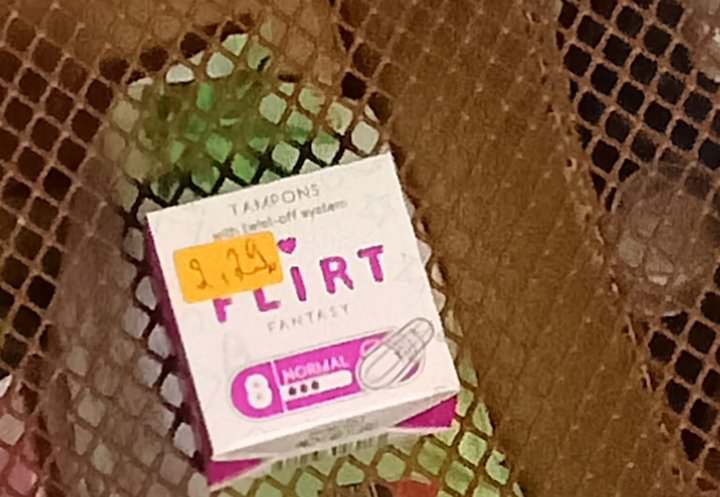 TAMPONS
with twist-off system
2,29
FLIRT
FANTASY
8 NORMAL